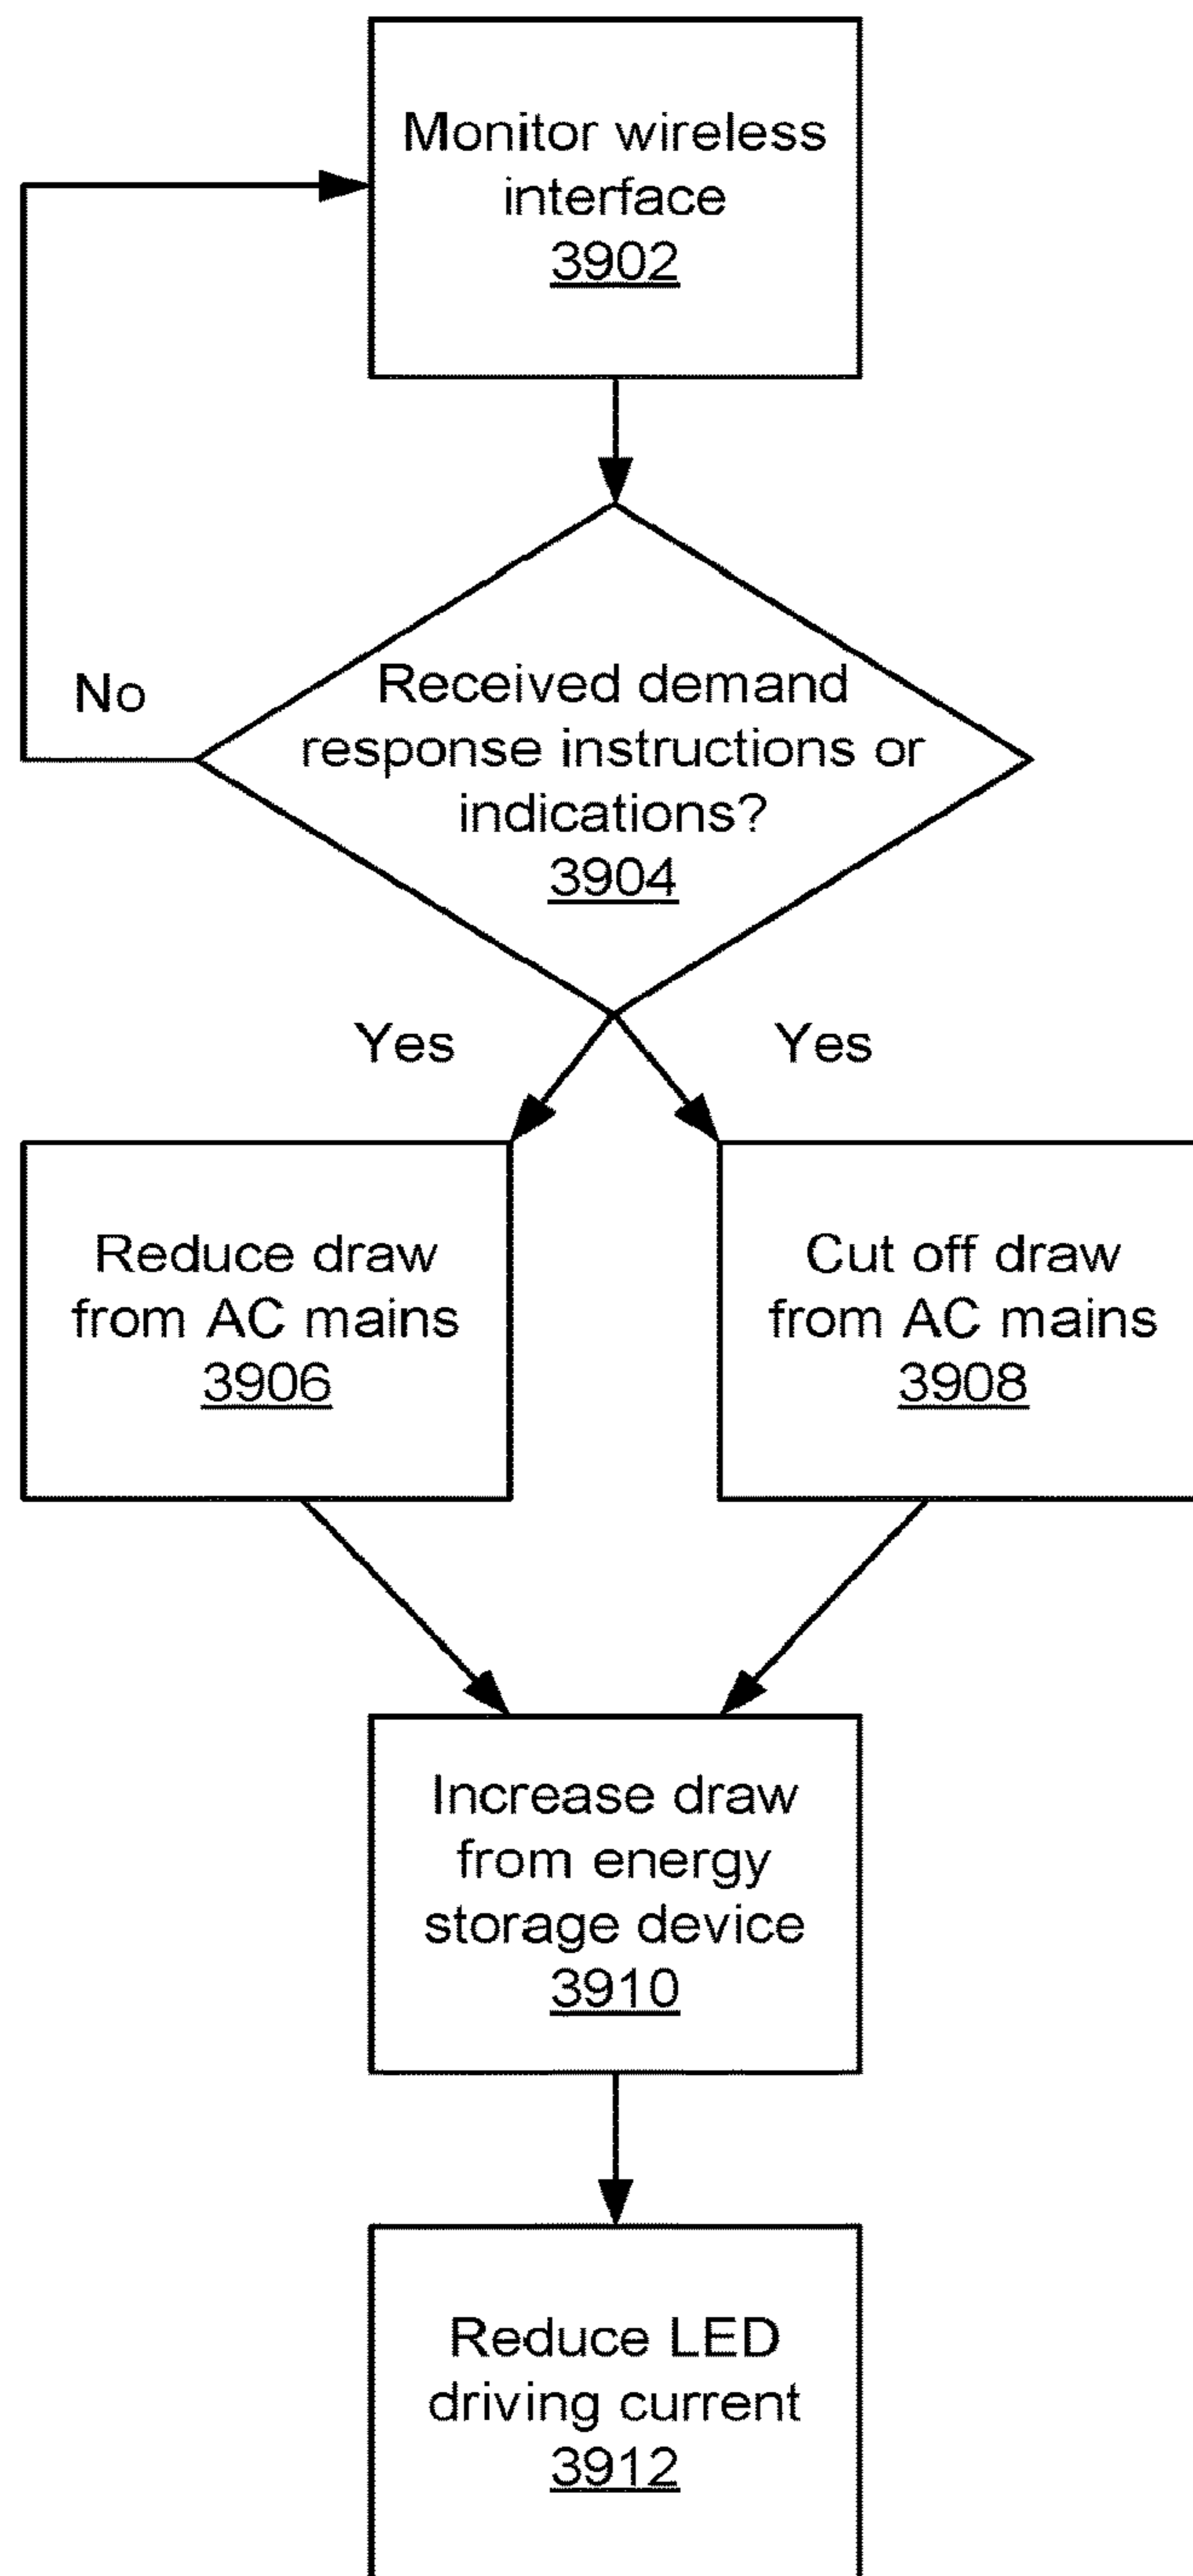 Monitor wireless
interface
3902
Received demand
response instructions or
indications?
3904
No
Yes
Yes
Reduce draw
from AC mains
3906
Cut off draw
from AC mains
3908
Increase draw
from energy
storage device
3910
Reduce LED
driving current
3912